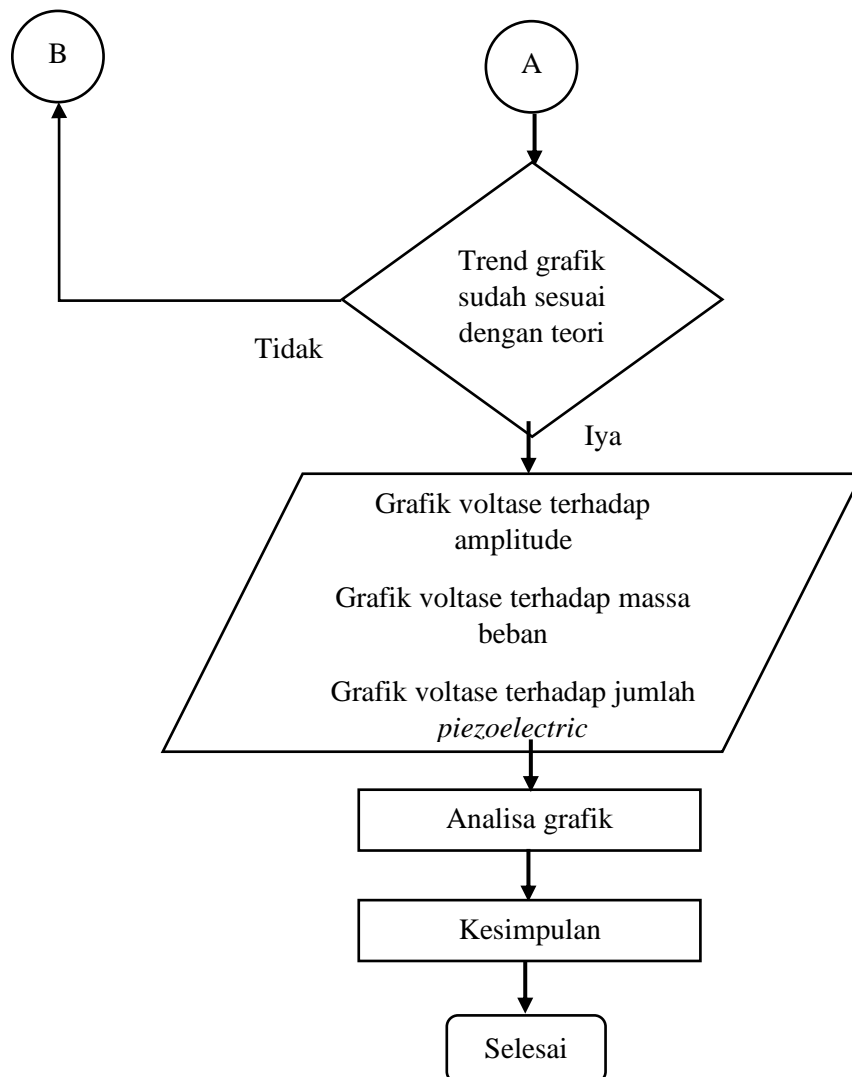 B
A
Trend grafik
sudah sesuai
dengan teori
Tidak
Iya
Grafik voltase terhadap
amplitude
Grafik voltase terhadap massa
beban
Grafik voltase terhadap jumlah
piezoelectric
Analisa grafik
Kesimpulan
Selesai